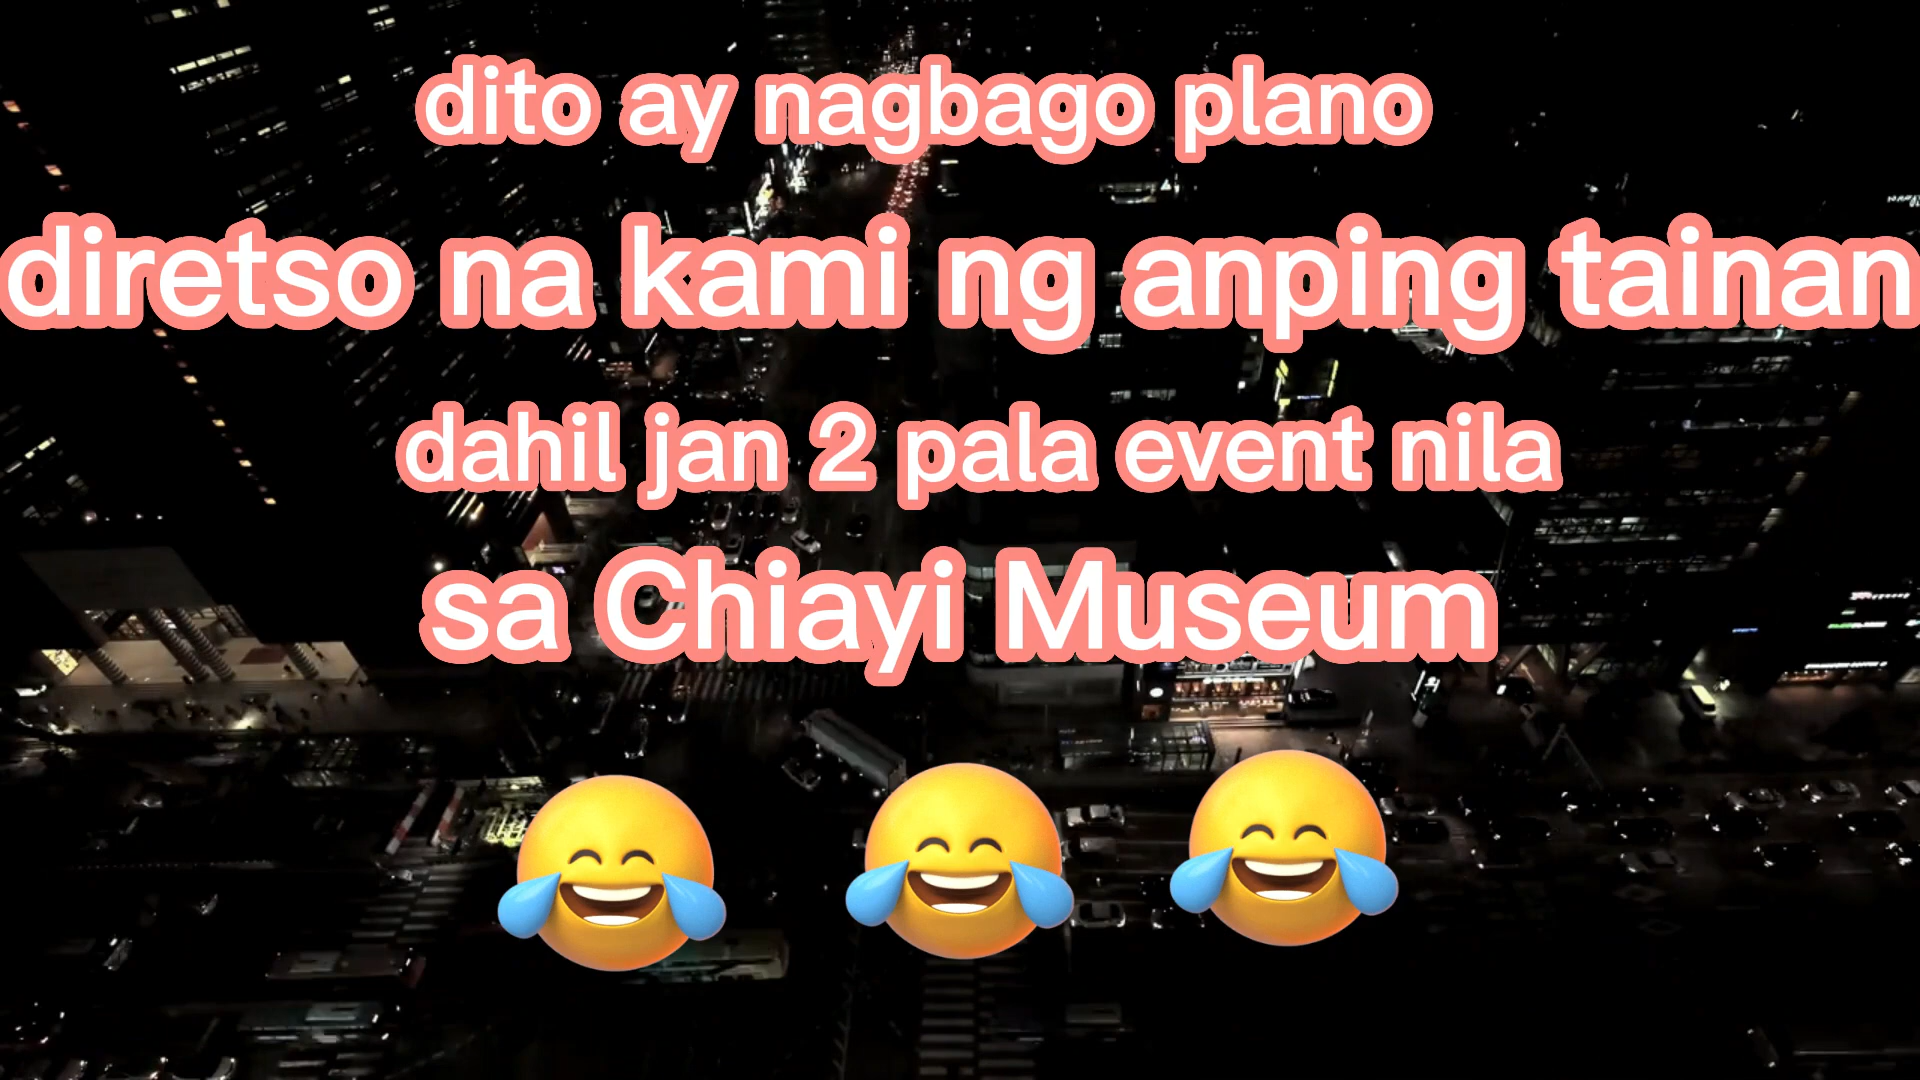 dito ay nagbago plano
diretso na kami ng anping tainan
dahil jan 2 pala event nila
sa Chiayi Museum